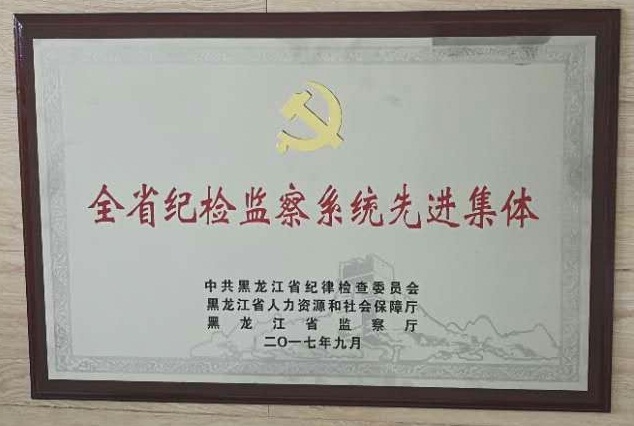 全省纪检监察系统先进集体
中共黑龙江省纪律检查委员会
黑龙江省人力资源和社会保障厅
黑龙江省监察厅
二〇一七年九月